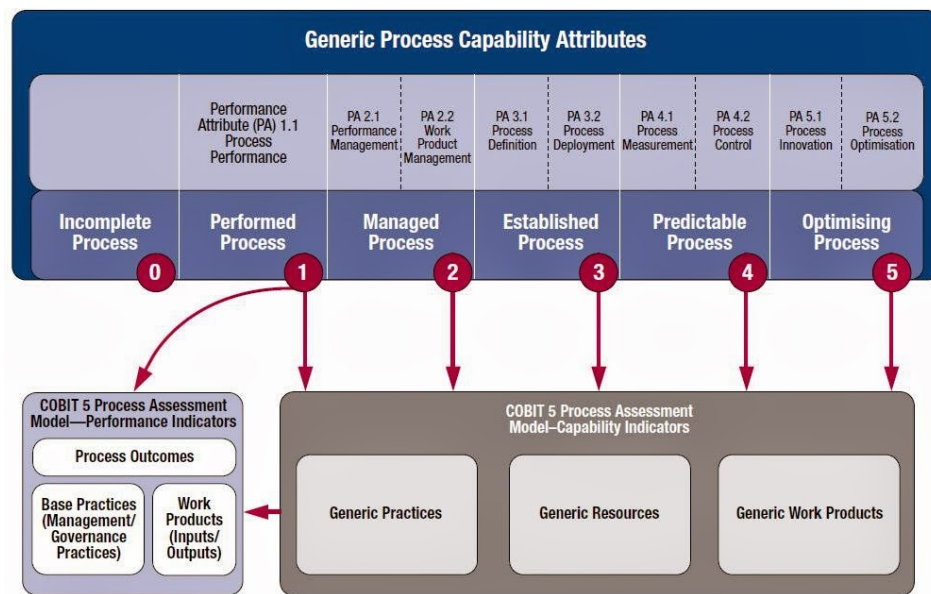 Generic Process Capability Attributes
Performance
Attribute (PA) 1.1
Process
Performance
PA 2.1
Performance
Management
PA 2.2
Work
Product
Management
PA 3.1
Process
Definition
PA 3.2
Process
Deployment
PA 4.1
Process
Measurement
PA 4.2
Process
Control
PA 5.1
Process
Innovation
PA 5.2
Process
Optimisation
Incomplete
Process
0
Performed
Process
1
Managed
Process
2
Established
Process
3
Predictable
Process
4
Optimising
Process
5
COBIT 5 Process Assessment
Model—Performance Indicators
Process Outcomes
Base Practices
(Management/
Governance
Practices)
Work
Products
(Inputs/
Outputs)
COBIT 5 Process Assessment
Model–Capability Indicators
Generic Practices
Generic Resources
Generic Work Products